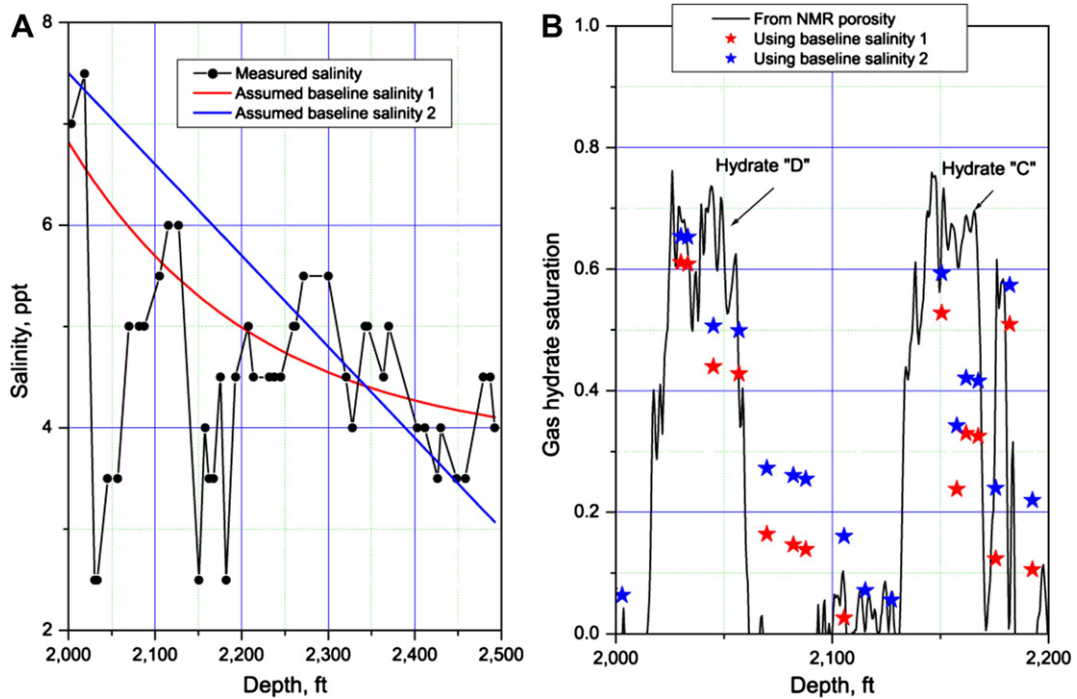 A
8
6
4
2
Salinity, ppt
Measured salinity
Assumed baseline salinity 1
Assumed baseline salinity 2
2,000
2,100
2,200
2,300
2,400
2,500
Depth, ft
B
From NMR porosity
Using baseline salinity 1
Using baseline salinity 2
1.0
0.8
0.6
0.4
0.2
0.0
Gas hydrate saturation
Hydrate "D"
Hydrate "C"
2,000
2,100
2,200
Depth, ft